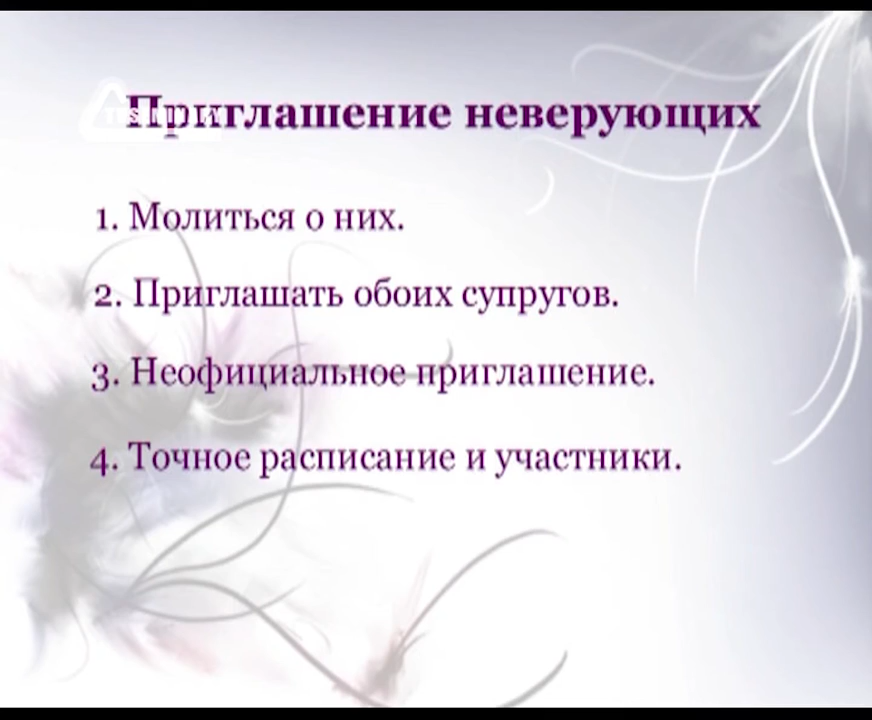 Приглашение неверующих
1. Молиться о них.
2. Приглашать обоих супругов.
3. Неофициальное приглашение.
4. Точное расписание и участники.